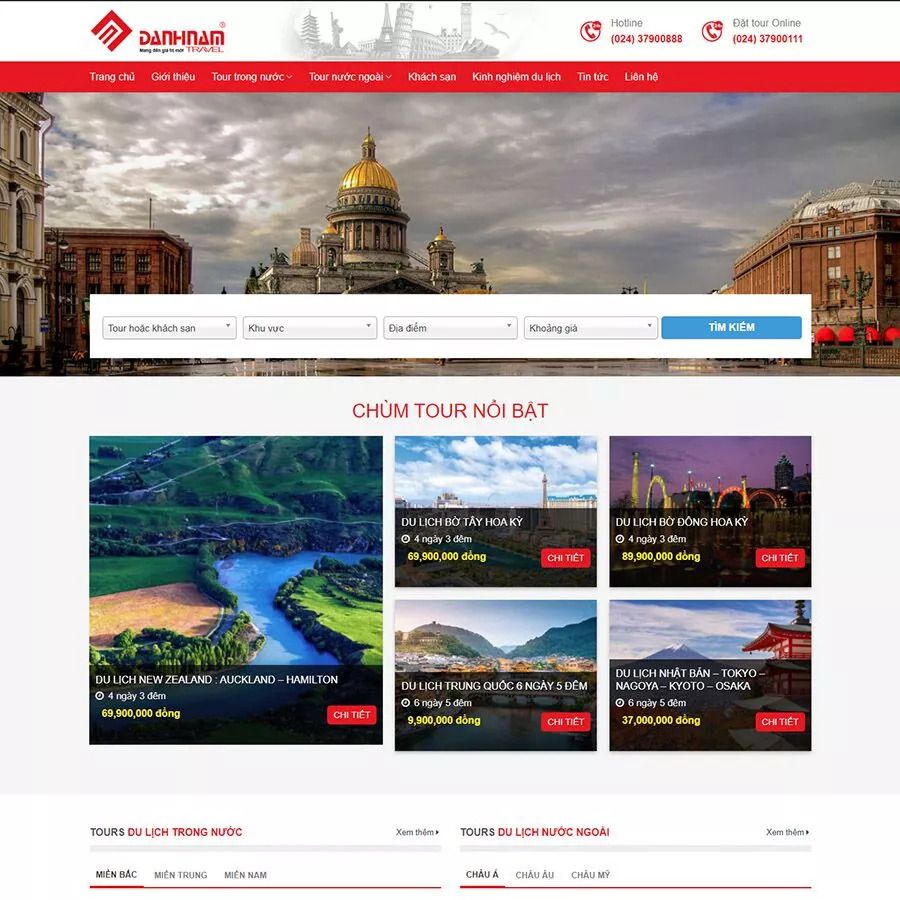 DANHNAM®
Mang đến giá trị mới TRAVEL
Hotline
(024) 37900888
Đặt tour Online
(024) 37900111
Trang chủ Giới thiệu Tour trong nước Tour nước ngoài Khách sạn Kinh nghiệm du lịch Tin tức Liên hệ
Tour hoặc khách sạn Khu vực Địa điểm Khoảng giá TÌM KIẾM
CHÙM TOUR NỔI BẬT
DU LỊCH NEW ZEALAND : AUCKLAND – HAMILTON
4 ngày 3 đêm
69,900,000 đồng
CHI TIẾT
DU LỊCH BỜ TÂY HOA KỲ
4 ngày 3 đêm
69,900,000 đồng
CHI TIẾT
DU LỊCH BỜ ĐÔNG HOA KỲ
4 ngày 3 đêm
89,900,000 đồng
CHI TIẾT
DU LỊCH TRUNG QUỐC 6 NGÀY 5 ĐÊM
6 ngày 5 đêm
9,900,000 đồng
CHI TIẾT
DU LỊCH NHẬT BẢN – TOKYO –
NAGOYA – KYOTO – OSAKA
6 ngày 5 đêm
37,000,000 đồng
CHI TIẾT
TOURS DU LỊCH TRONG NƯỚC Xem thêm
MIỀN BẮC MIỀN TRUNG MIỀN NAM
TOURS DU LỊCH NƯỚC NGOÀI Xem thêm
CHÂU Á CHÂU ÂU CHÂU MỸ